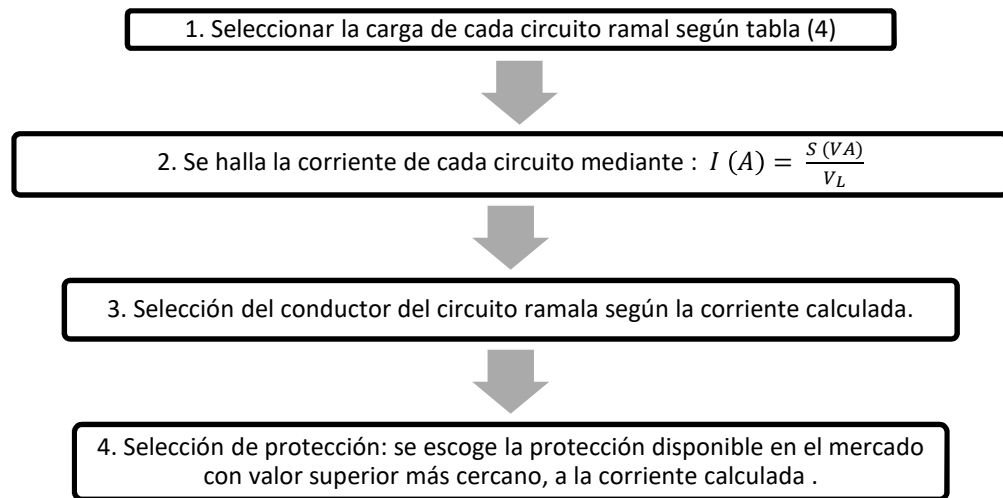 1. Seleccionar la carga de cada circuito ramal según tabla (4)
2. Se halla la corriente de cada circuito mediante : I (A) = S (VA) / V_L
3. Selección del conductor del circuito ramala según la corriente calculada.
4. Selección de protección: se escoge la protección disponible en el mercado
con valor superior más cercano, a la corriente calculada .